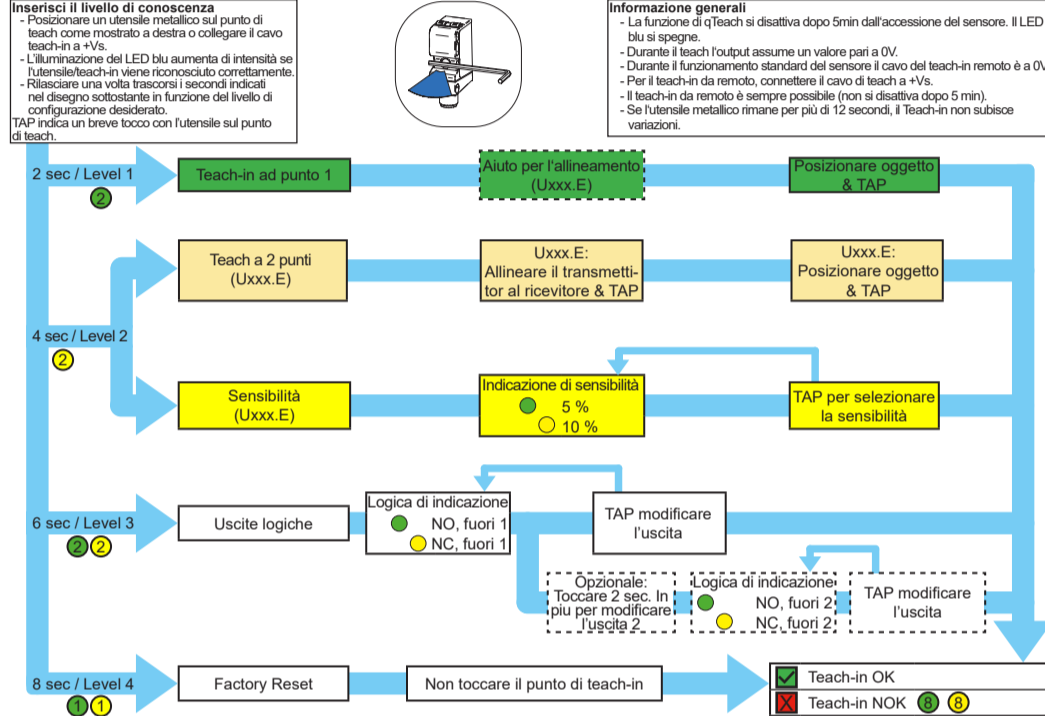 Inserisci il livello di conoscenza
- Posizionare un utensile metallico sul punto di
teach come mostrato a destra o collegare il cavo
teach-in a +Vs.
- L'illuminazione del LED blu aumenta di intensità se
l'utensile/teach-in viene riconosciuto correttamente.
- Rilasciare una volta trascorsi i secondi indicati
nel disegno sottostante in funzione del livello di
configurazione desiderato.
TAP indica un breve tocco con l'utensile sul punto
di teach.
Informazione generali
- La funzione di qTeach si disattiva dopo 5min dall'accessione del sensore. Il LED
blu si spegne.
- Durante il teach l'output assume un valore pari a 0V.
- Durante il funzionamento standard del sensore il cavo del teach-in remoto è a 0V
- Per il teach-in da remoto, connettere il cavo di teach a +Vs.
- Il teach-in da remoto è sempre possibile (non si disattiva dopo 5 min).
- Se l'utensile metallico rimane per più di 12 secondi, il Teach-in non subisce
variazioni.
2 sec / Level 1
2
Teach-in ad punto 1
Aiuto per l'allineamento
(Uxxx.E)
Posizionare oggetto
& TAP
4 sec / Level 2
2
Teach a 2 punti
(Uxxx.E)
Uxxx.E:
Allineare il transmetti-
tor al ricevitore & TAP
Uxxx.E:
Posizionare oggetto
& TAP
Sensibilità
(Uxxx.E)
Indicazione di sensibilità
5 %
10 %
TAP per selezionare
la sensibilità
6 sec / Level 3
2 2
Uscite logiche
Logica di indicazione
NO, fuori 1
NC, fuori 1
TAP modificare
l'uscita
Opzionale:
Toccare 2 sec. In
piu per modificare
l'uscita 2
Logica di indicazione
NO, fuori 2
NC, fuori 2
TAP modificare
l'uscita
8 sec / Level 4
1 1
Factory Reset
Non toccare il punto di teach-in
Teach-in OK
Teach-in NOK 8 8